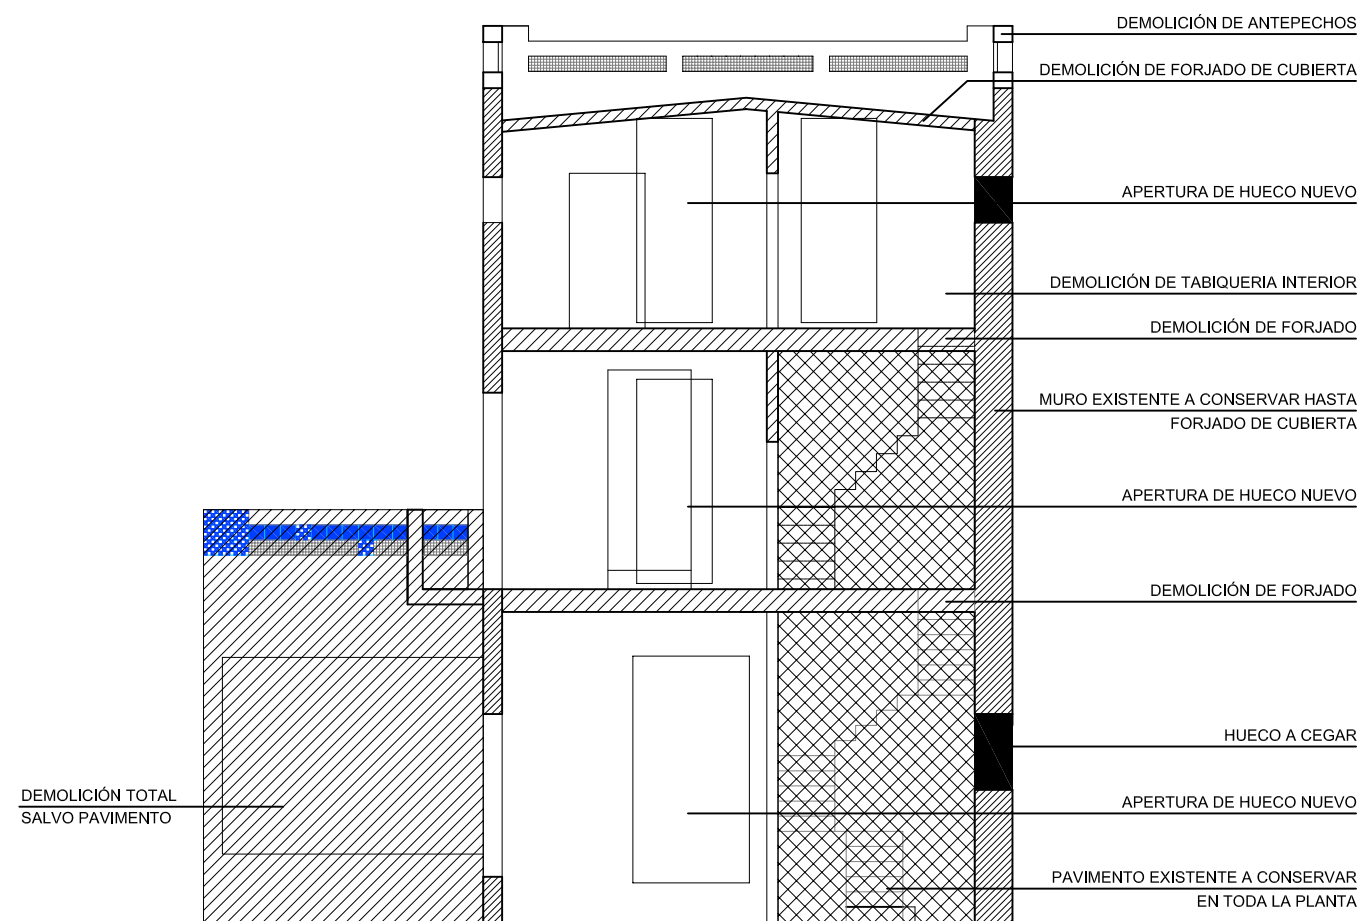 DEMOLICIÓN DE ANTEPECHOS
DEMOLICIÓN DE FORJADO DE CUBIERTA
APERTURA DE HUECO NUEVO
DEMOLICIÓN DE TABIQUERIA INTERIOR
DEMOLICIÓN DE FORJADO
MURO EXISTENTE A CONSERVAR HASTA
FORJADO DE CUBIERTA
APERTURA DE HUECO NUEVO
DEMOLICIÓN DE FORJADO
HUECO A CEGAR
DEMOLICIÓN TOTAL
SALVO PAVIMENTO
APERTURA DE HUECO NUEVO
PAVIMENTO EXISTENTE A CONSERVAR
EN TODA LA PLANTA